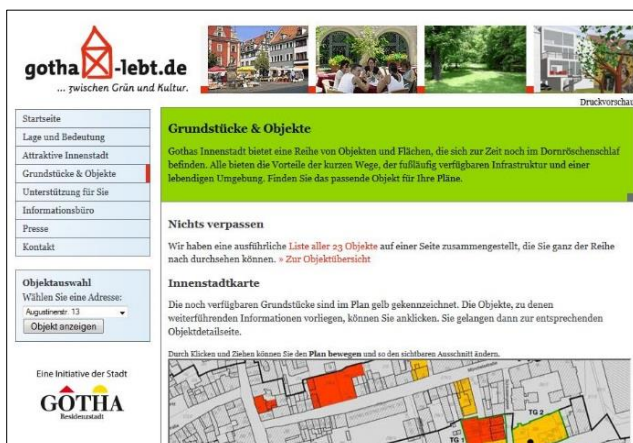 gotha-lebt.de
... zwischen Grün und Kultur.
Druckvorschau
Startseite
Lage und Bedeutung
Attraktive Innenstadt
Grundstücke & Objekte
Unterstützung für Sie
Informationsbüro
Presse
Kontakt
Objektauswahl
Wählen Sie eine Adresse:
Augustinerstr. 13
Objekt anzeigen
Eine Initiative der Stadt
GOTHA
Residenzstadt
Grundstücke & Objekte
Gothas Innenstadt bietet eine Reihe von Objekten und Flächen, die sich zur Zeit noch im Dornröschenschlaf
befinden. Alle bieten die Vorteile der kurzen Wege, der fußläufig verfügbaren Infrastruktur und einer
lebendigen Umgebung. Finden Sie das passende Objekt für Ihre Pläne.
Nichts verpassen
Wir haben eine ausführliche Liste aller 23 Objekte auf einer Seite zusammengestellt, die Sie ganz der Reihe
nach durchsehen können. » Zur Objektübersicht
Innenstadtkarte
Die noch verfügbaren Grundstücke sind im Plan gelb gekennzeichnet. Die Objekte, zu denen
weiterführenden Informationen vorliegen, können Sie anklicken. Sie gelangen dann zur entsprechenden
Objektdetailseite.
Durch Klicken und Ziehen können Sie den Plan bewegen und so den sichtbaren Ausschnitt ändern.
TG 1
TG 2